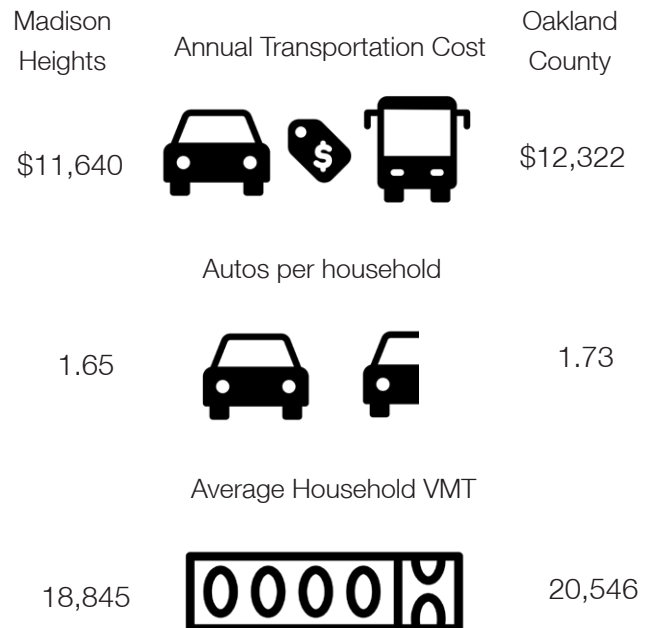 Madison
Heights
Annual Transportation Cost
Oakland
County
$11,640
$
$12,322
Autos per household
1.65
1.73
Average Household VMT
18,845
0000
20,546